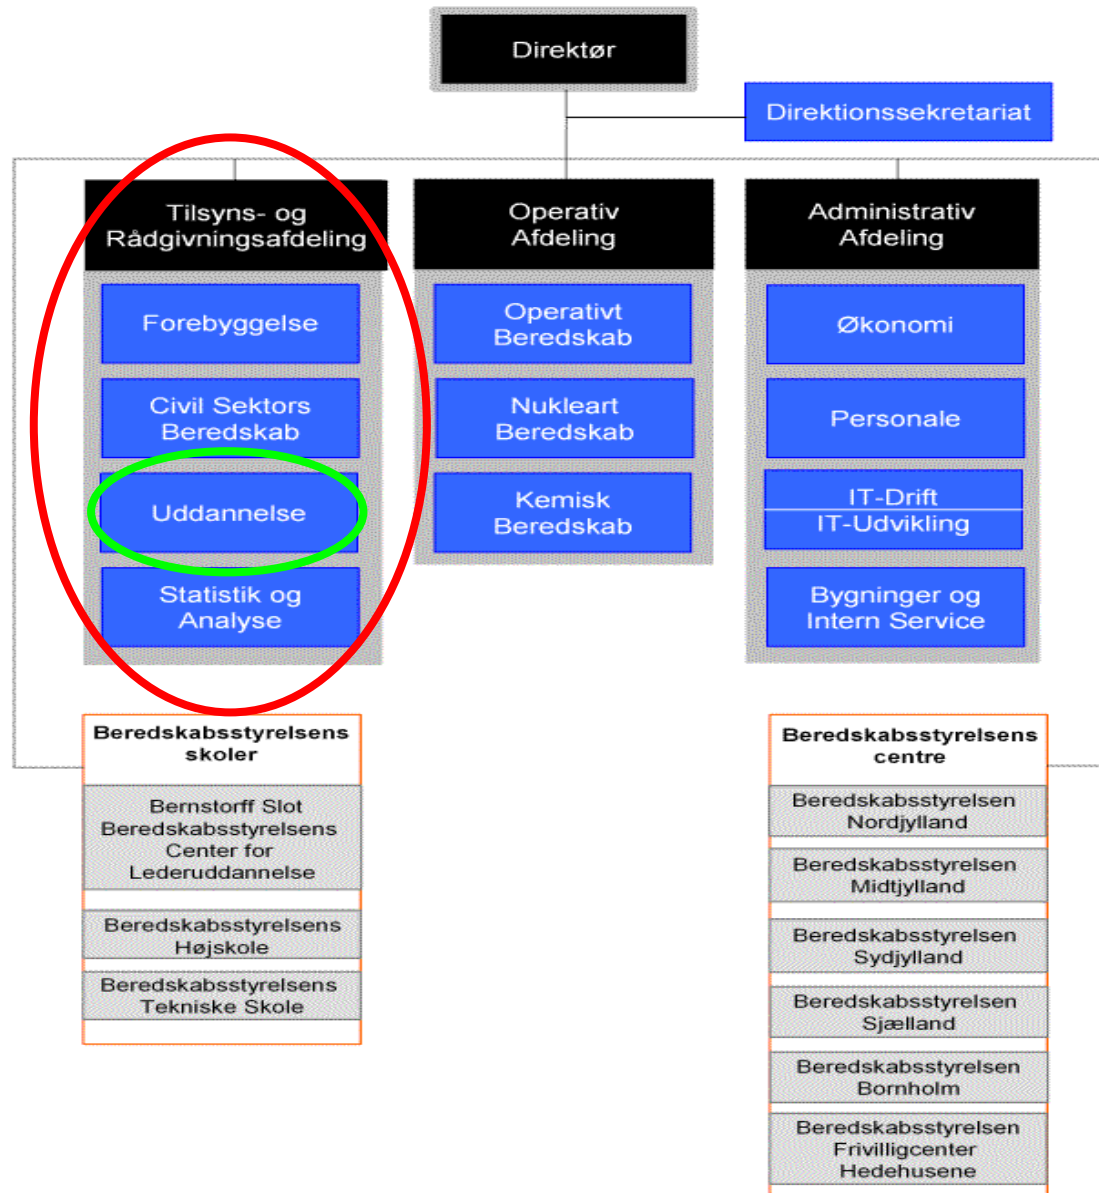 Direktør
Direktionssekretariat
Tilsyns- og
Rådgivningsafdeling
Forebyggelse
Civil Sektors
Beredskab
Uddannelse
Statistik og
Analyse
Operativ
Afdeling
Operativt
Beredskab
Nukleart
Beredskab
Kemisk
Beredskab
Administrativ
Afdeling
Økonomi
Personale
IT-Drift
IT-Udvikling
Bygninger og
Intern Service
Beredskabsstyrelsens
skoler
Bernstorff Slot
Beredskabsstyrelsens
Center for
Lederuddannelse
Beredskabsstyrelsens
Højskole
Beredskabsstyrelsens
Tekniske Skole
Beredskabsstyrelsens
centre
Beredskabsstyrelsen
Nordjylland
Beredskabsstyrelsen
Midtjylland
Beredskabsstyrelsen
Sydjylland
Beredskabsstyrelsen
Sjælland
Beredskabsstyrelsen
Bornholm
Beredskabsstyrelsen
Frivilligcenter
Hedehusene